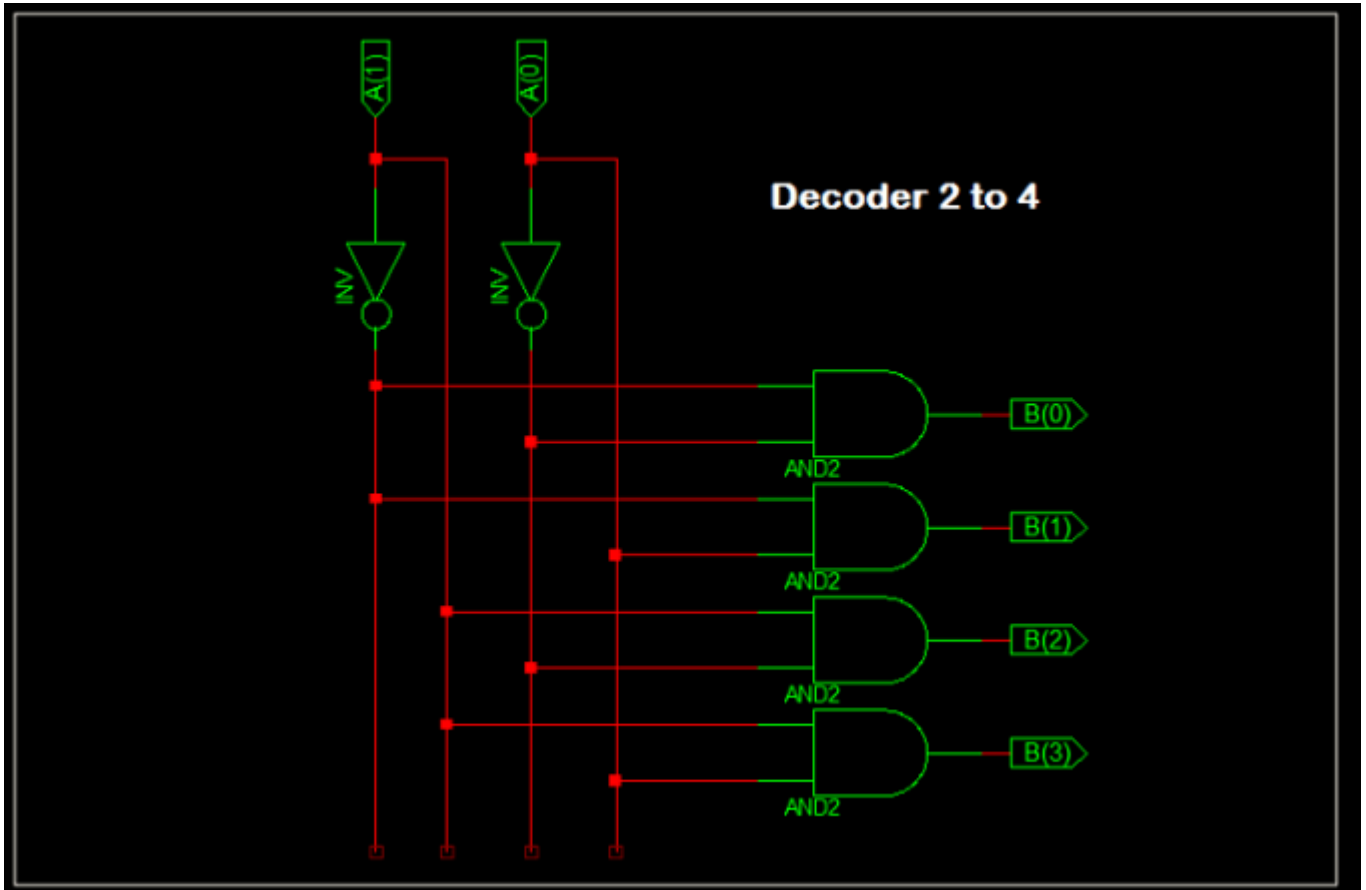 A(1)
A(0)
Decoder 2 to 4
INV
INV
B(0)
AND2
B(1)
AND2
B(2)
AND2
B(3)
AND2